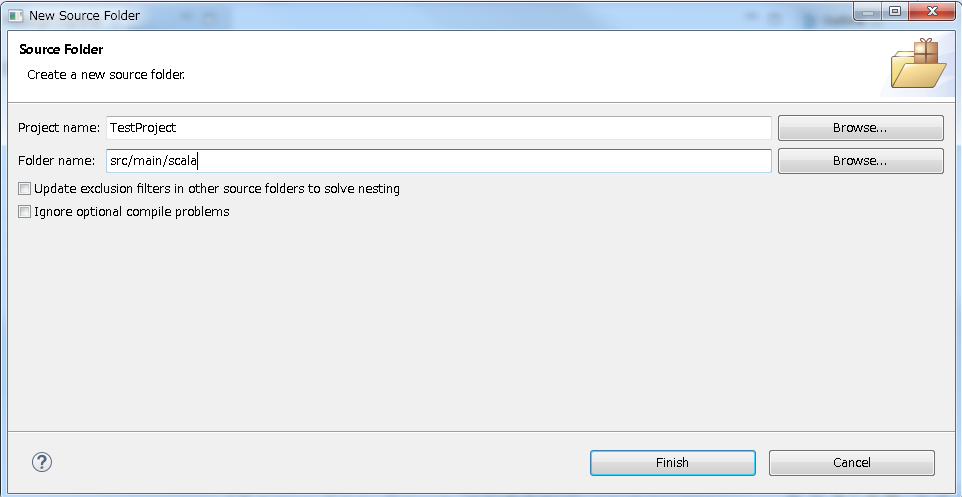 New Source Folder
Source Folder
Create a new source folder.
Project name: TestProject Browse...
Folder name: src/main/scala Browse...
Update exclusion filters in other source folders to solve nesting
Ignore optional compile problems
? Finish Cancel